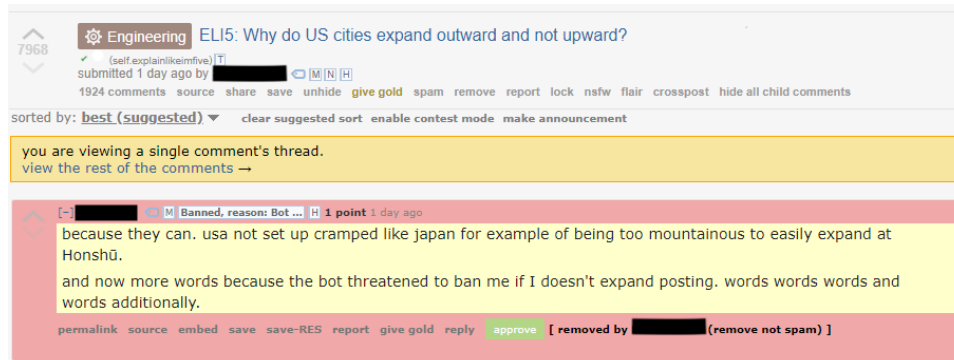 7968
Engineering ELI5: Why do US cities expand outward and not upward?
(self.explainlikeimfive) T
submitted 1 day ago by M N H
1924 comments source share save unhide give gold spam remove report lock nsfw flair crosspost hide all child comments
sorted by: best (suggested) clear suggested sort enable contest mode make announcement
you are viewing a single comment's thread.
view the rest of the comments →
[-] M Banned, reason: Bot ... H 1 point 1 day ago
because they can. usa not set up cramped like japan for example of being too mountainous to easily expand at
Honshū.
and now more words because the bot threatened to ban me if I doesn't expand posting. words words words and
words additionally.
permalink source embed save save-RES report give gold reply approve [ removed by (remove not spam) ]